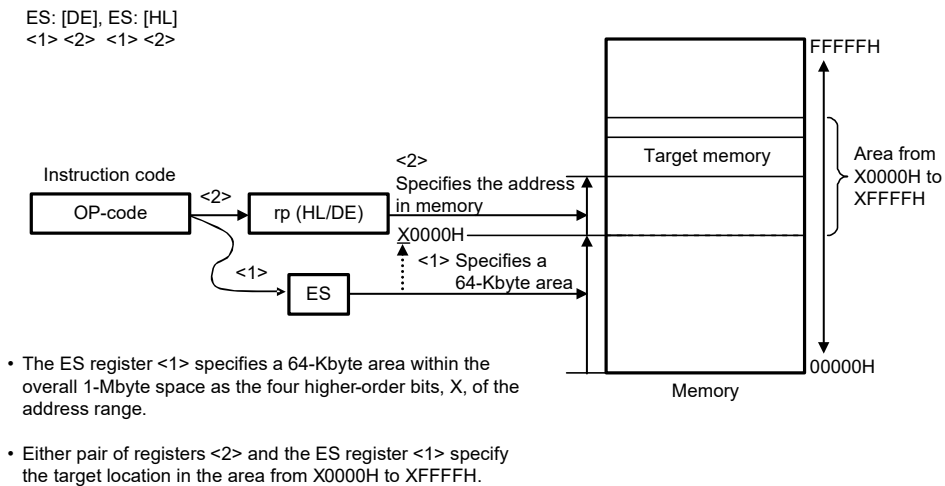 ES: [DE], ES: [HL]
<1> <2> <1> <2>
FFFFFH
Target memory
Area from
X0000H to
XFFFFH
Instruction code
OP-code
<2>
rp (HL/DE)
<2>
Specifies the address
in memory
X0000H
<1>
ES
<1> Specifies a
64-Kbyte area
00000H
Memory
• The ES register <1> specifies a 64-Kbyte area within the
overall 1-Mbyte space as the four higher-order bits, X, of the
address range.
• Either pair of registers <2> and the ES register <1> specify
the target location in the area from X0000H to XFFFFH.